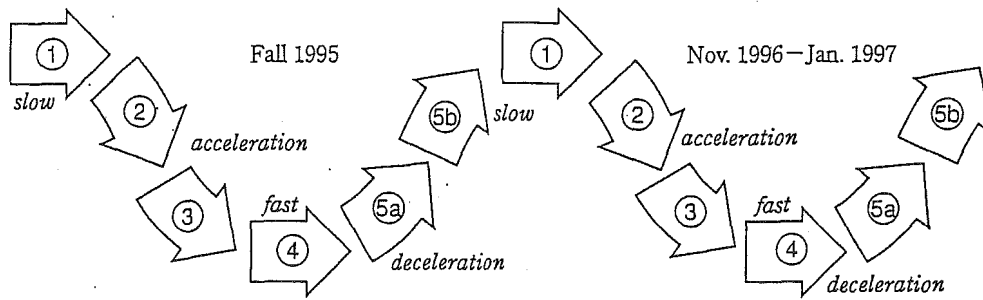 1
Fall 1995
slow
2
acceleration
3
fast
4
5a
deceleration
5b
slow
1
Nov. 1996—Jan. 1997
2
acceleration
3
fast
4
5a
deceleration
5b